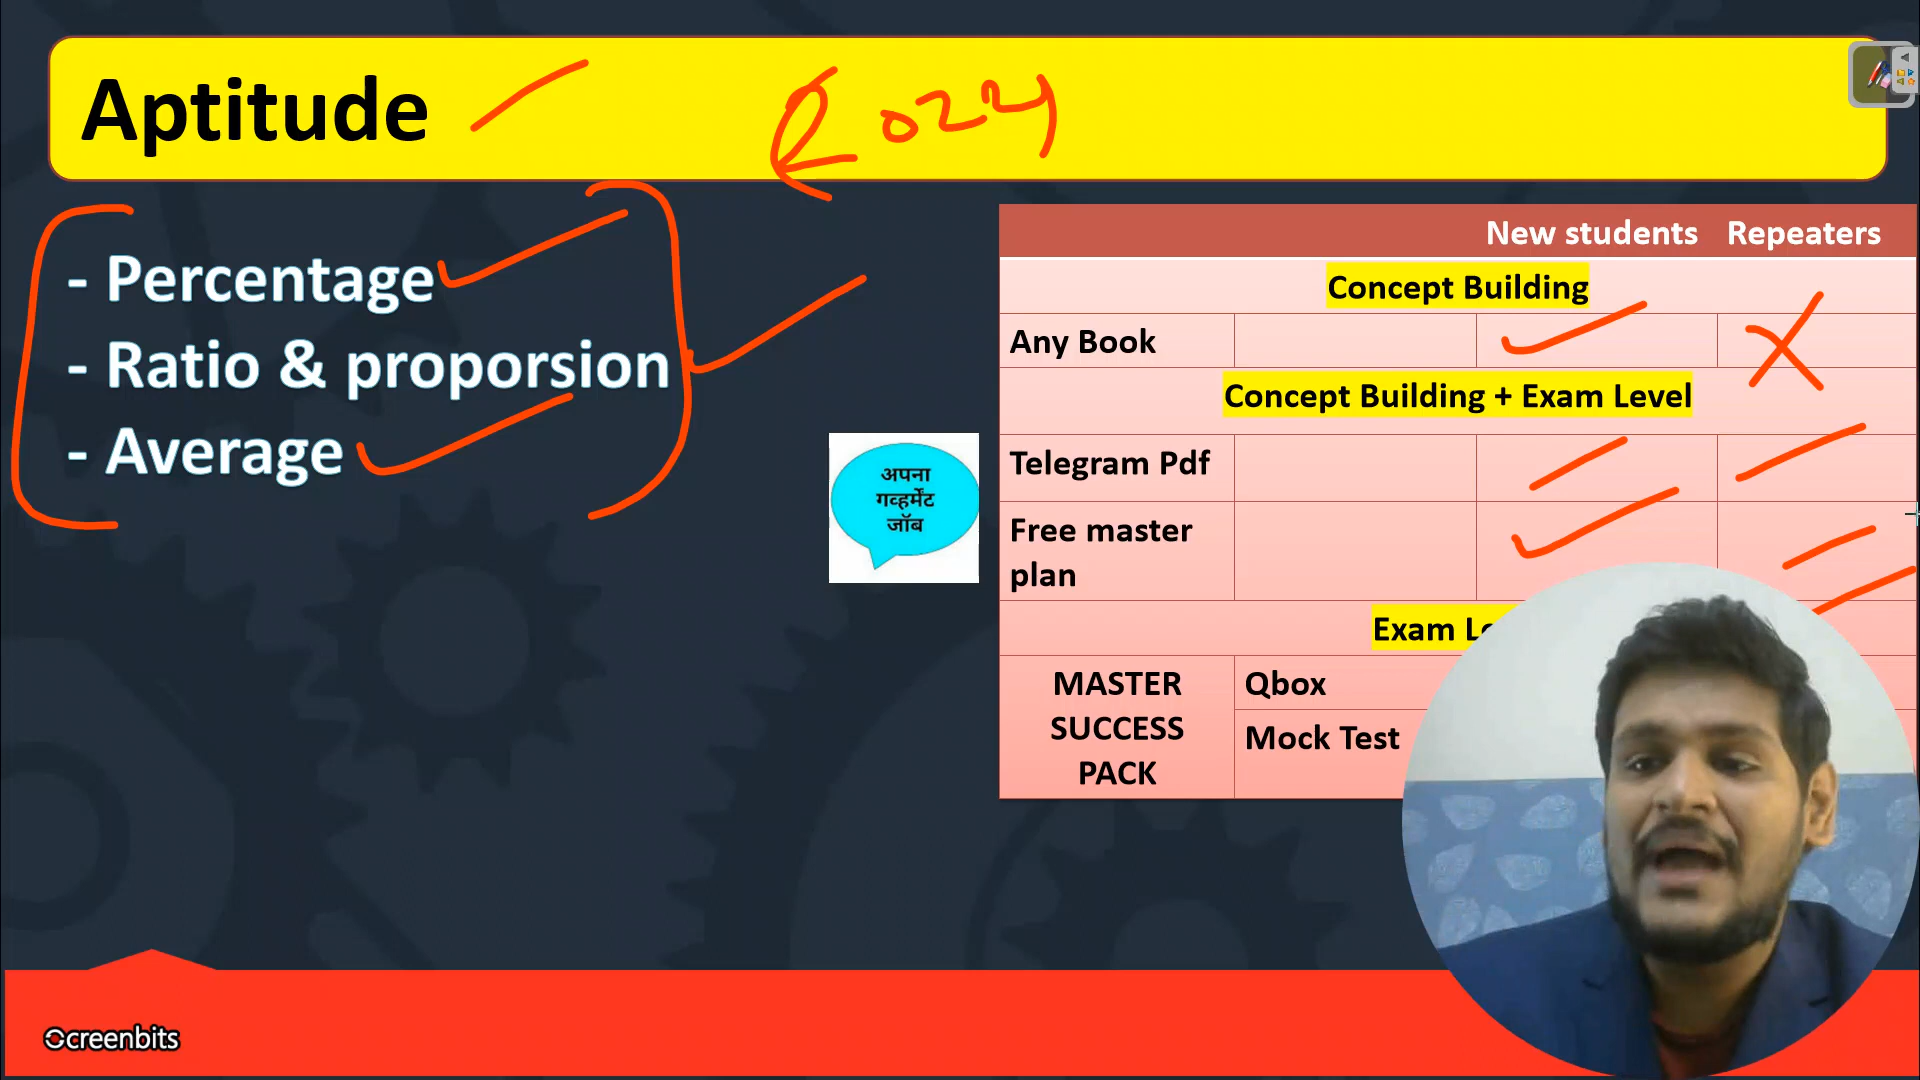 Aptitude
2024
- Percentage
- Ratio & proporsion
- Average
अपना
गव्हर्मेंट
जॉब
New students Repeaters
Concept Building
Any Book
Concept Building + Exam Level
Telegram Pdf
Free master
plan
Exam
MASTER
SUCCESS
PACK
Qbox
Mock Test
Screenbits